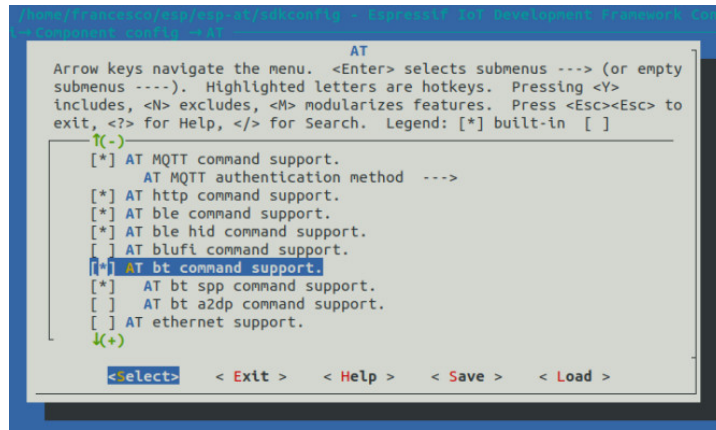 /home/francesco/esp/esp-at/sdkconfig - Espressif IoT Development Framework Con
→ Component config → AT
AT
Arrow keys navigate the menu.  <Enter> selects submenus ---> (or empty
submenus ----).  Highlighted letters are hotkeys.  Pressing <Y>
includes, <N> excludes, <M> modularizes features.  Press <Esc><Esc> to
exit, <?> for Help, </> for Search.  Legend: [*] built-in  [ ]
↑(-)
[*] AT MQTT command support.
AT MQTT authentication method  --->
[*] AT http command support.
[*] AT ble command support.
[*] AT ble hid command support.
[ ] AT blufi command support.
[*] AT bt command support.
[*]   AT bt spp command support.
[ ]   AT bt a2dp command support.
[ ] AT ethernet support.
↓(+)
<Select>    < Exit >    < Help >    < Save >    < Load >